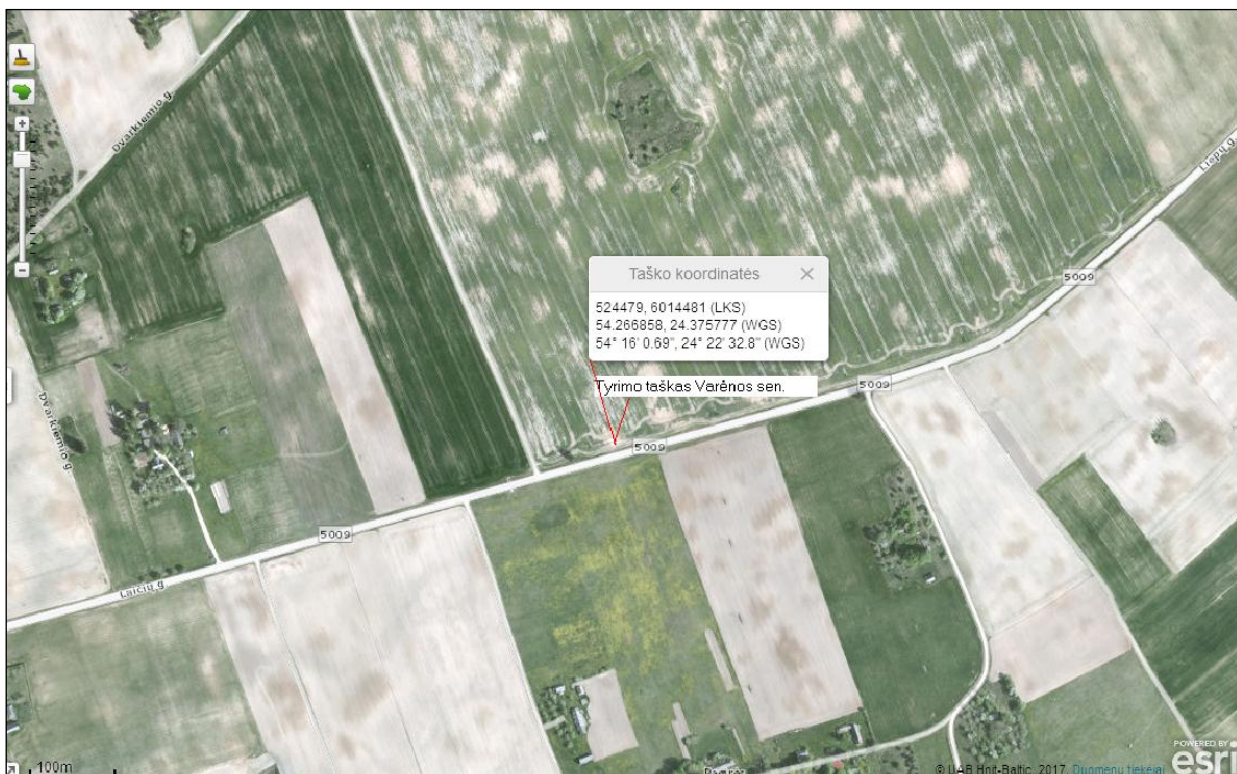 Dvarkiemio g.
Liepų g.
5009
Taško koordinatės
524479, 6014481 (LKS)
54.266858, 24.375777 (WGS)
54° 16' 0.69", 24° 22' 32.8" (WGS)
Tyrimo taškas Varėnos sen.
5009
5009
Dvarkiemio g.
5009
Laičių g.
100m
© UAB Hnit-Baltic, 2017, Duomenų tiekėjai
POWERED BY
esri